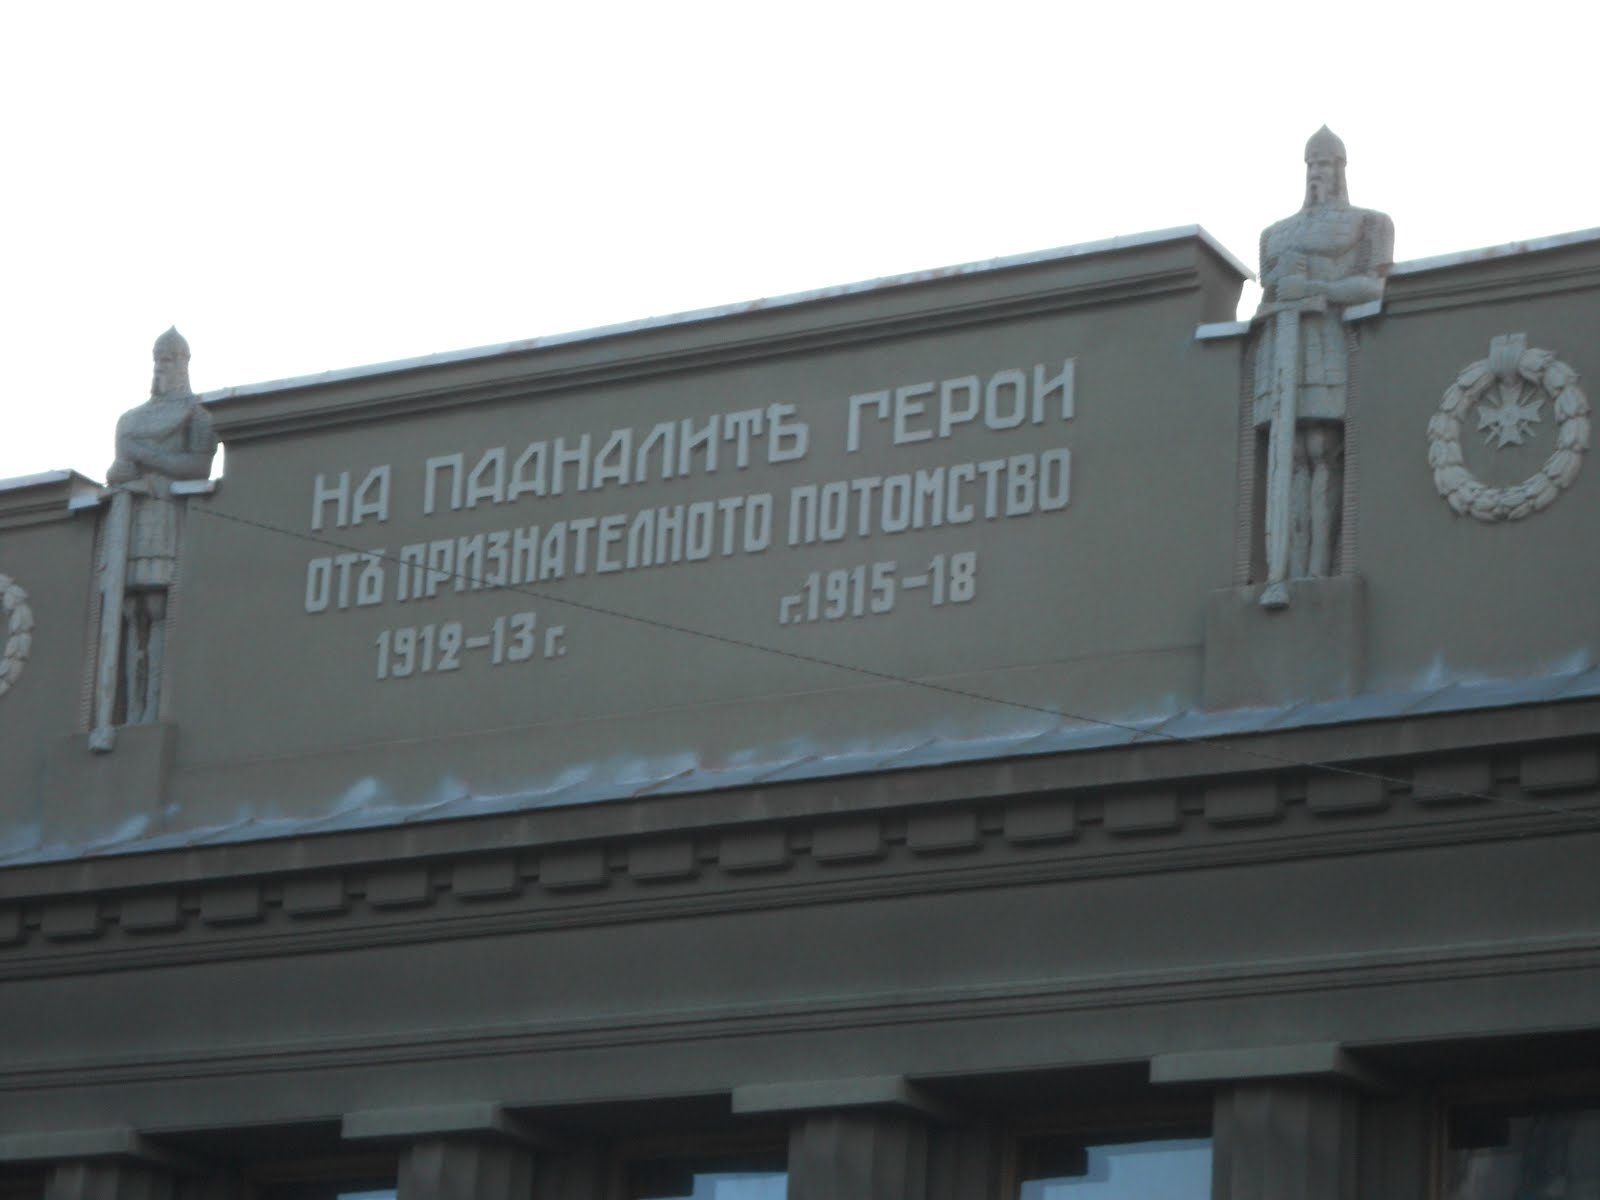 НА ПАДНАЛИТѢ ГЕРОИ
ОТЪ ПРИЗНАТЕЛНОТО ПОТОМСТВО
1912–13 г. г. 1915–18